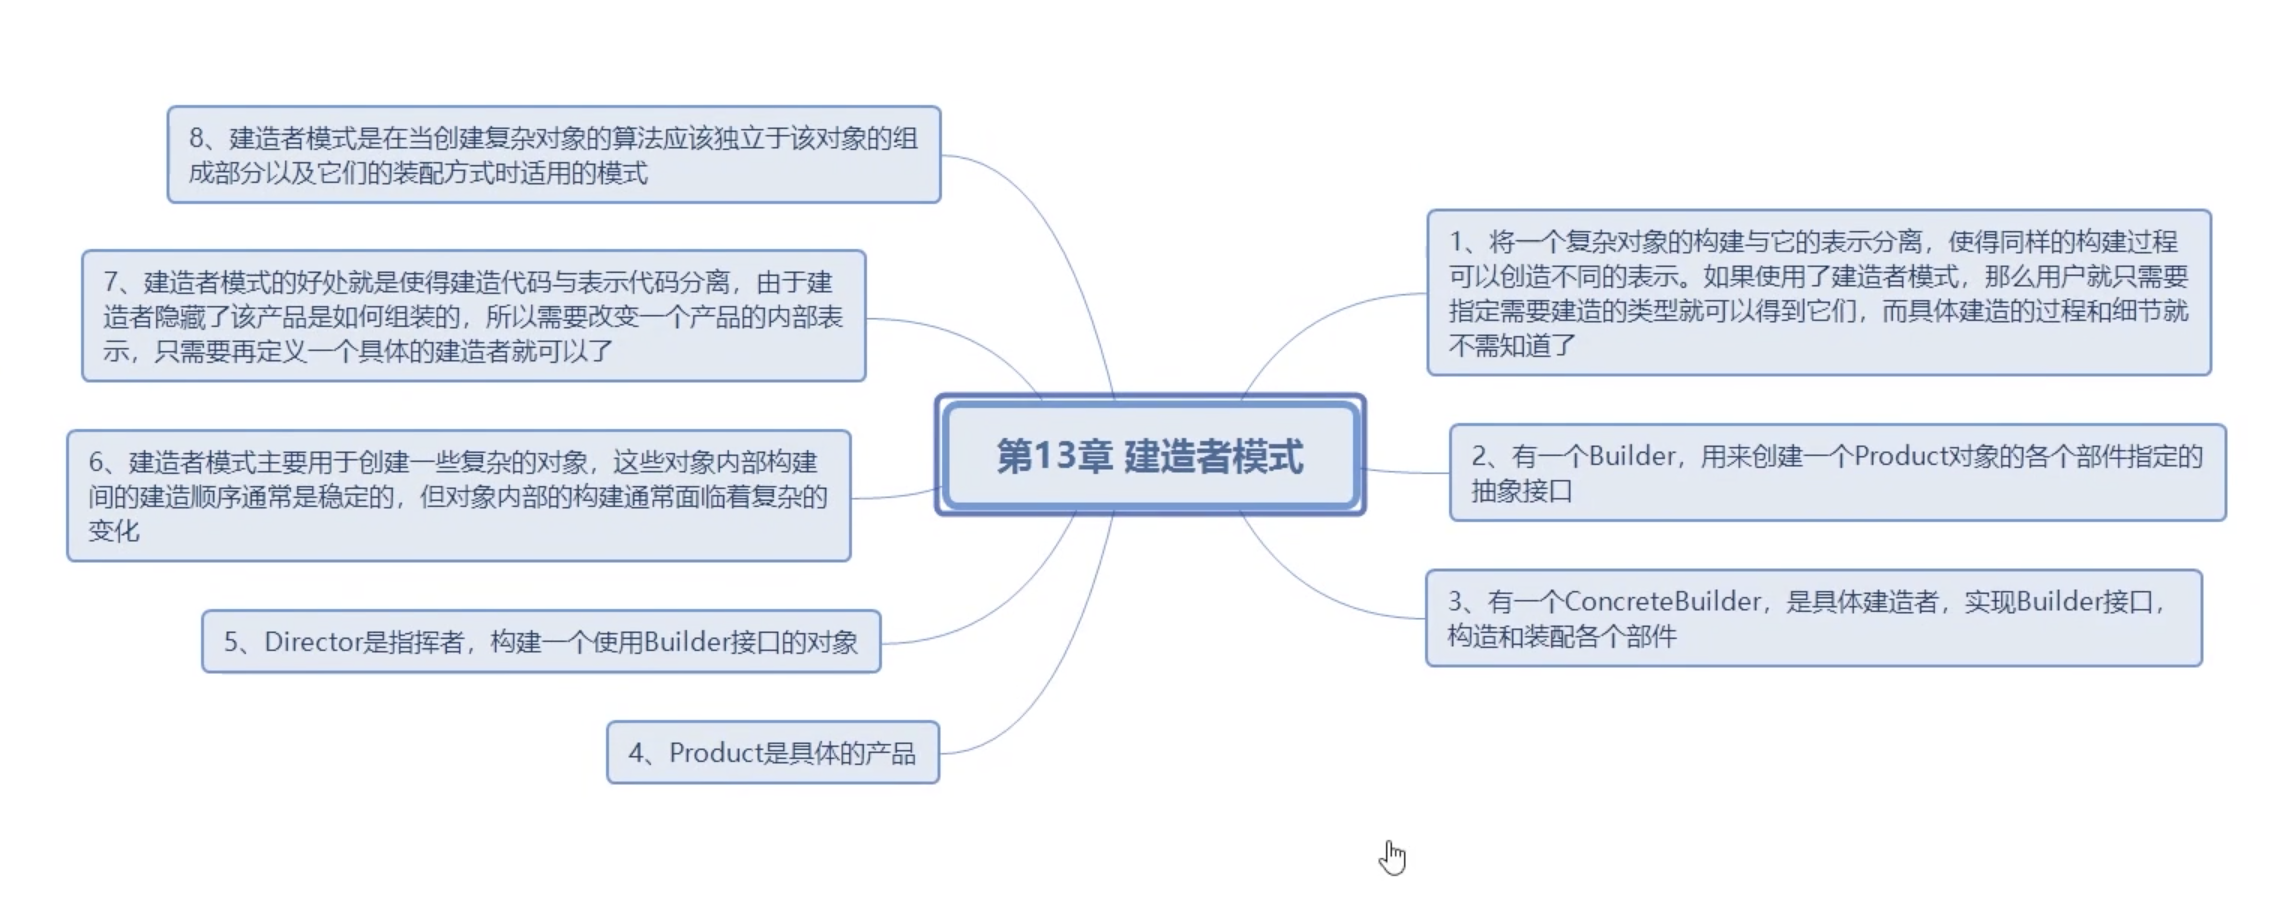 第13章 建造者模式
1、将一个复杂对象的构建与它的表示分离，使得同样的构建过程
可以创造不同的表示。如果使用了建造者模式，那么用户就只需要
指定需要建造的类型就可以得到它们，而具体建造的过程和细节就
不需知道了
2、有一个Builder，用来创建一个Product对象的各个部件指定的
抽象接口
3、有一个ConcreteBuilder，是具体建造者，实现Builder接口，
构造和装配各个部件
4、Product是具体的产品
5、Director是指挥者，构建一个使用Builder接口的对象
6、建造者模式主要用于创建一些复杂的对象，这些对象内部构建
间的建造顺序通常是稳定的，但对象内部的构建通常面临着复杂的
变化
7、建造者模式的好处就是使得建造代码与表示代码分离，由于建
造者隐藏了该产品是如何组装的，所以需要改变一个产品的内部表
示，只需要再定义一个具体的建造者就可以了
8、建造者模式是在当创建复杂对象的算法应该独立于该对象的组
成部分以及它们的装配方式时适用的模式